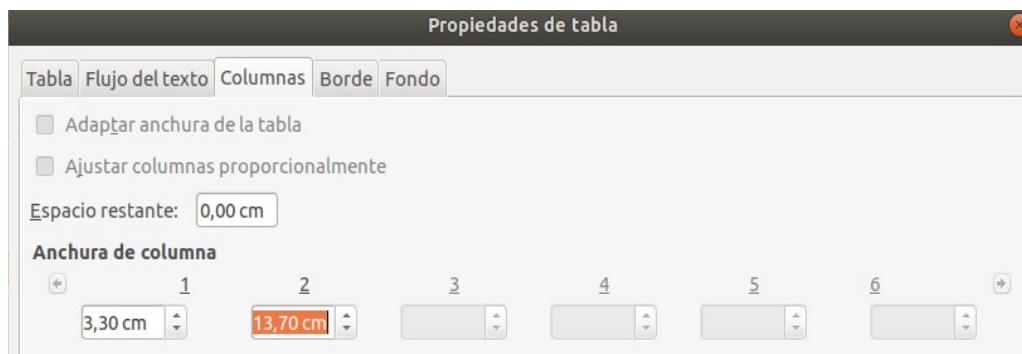 Propiedades de tabla
Tabla Flujo del texto Columnas Borde Fondo
Adaptar anchura de la tabla
Ajustar columnas proporcionalmente
Espacio restante: 0,00 cm
Anchura de columna
1 2 3 4 5 6
3,30 cm 13,70 cm